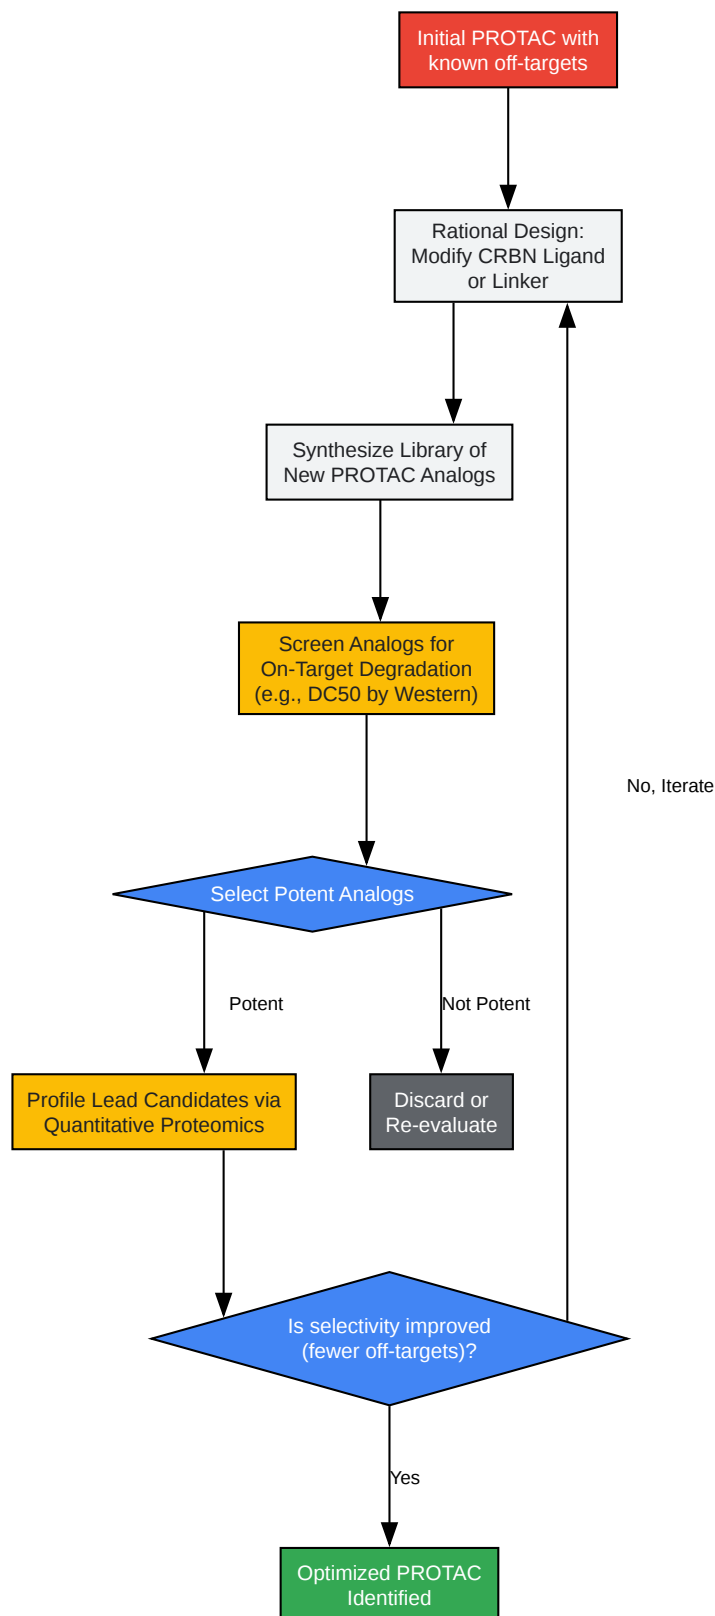 Initial PROTAC with
known off-targets
Rational Design:
Modify CRBN Ligand
or Linker
Synthesize Library of
New PROTAC Analogs
Screen Analogs for
On-Target Degradation
(e.g., DC50 by Western)
No, Iterate
Select Potent Analogs
Potent
Not Potent
Profile Lead Candidates via
Quantitative Proteomics
Discard or
Re-evaluate
Is selectivity improved
(fewer off-targets)?
Yes
Optimized PROTAC
Identified